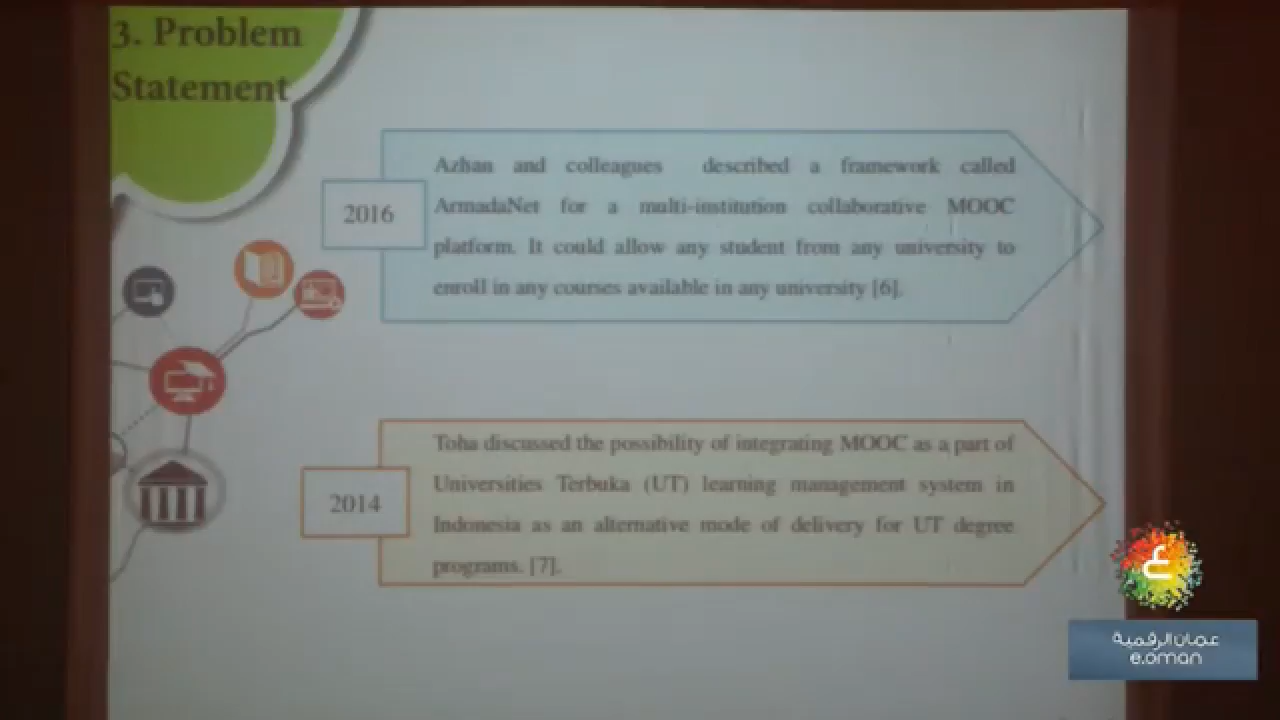 3. Problem
Statement
2016
Azhan and colleagues described a framework called
ArmadaNet for a multi-institution collaborative MOOC
platform. It could allow any student from any university to
enroll in any courses available in any university [6].
2014
Toha discussed the possibility of integrating MOOC as a part of
Universities Terbuka (UT) learning management system in
Indonesia as an alternative mode of delivery for UT degree
programs. [7].
ع
عمان الرقمية
e.oman